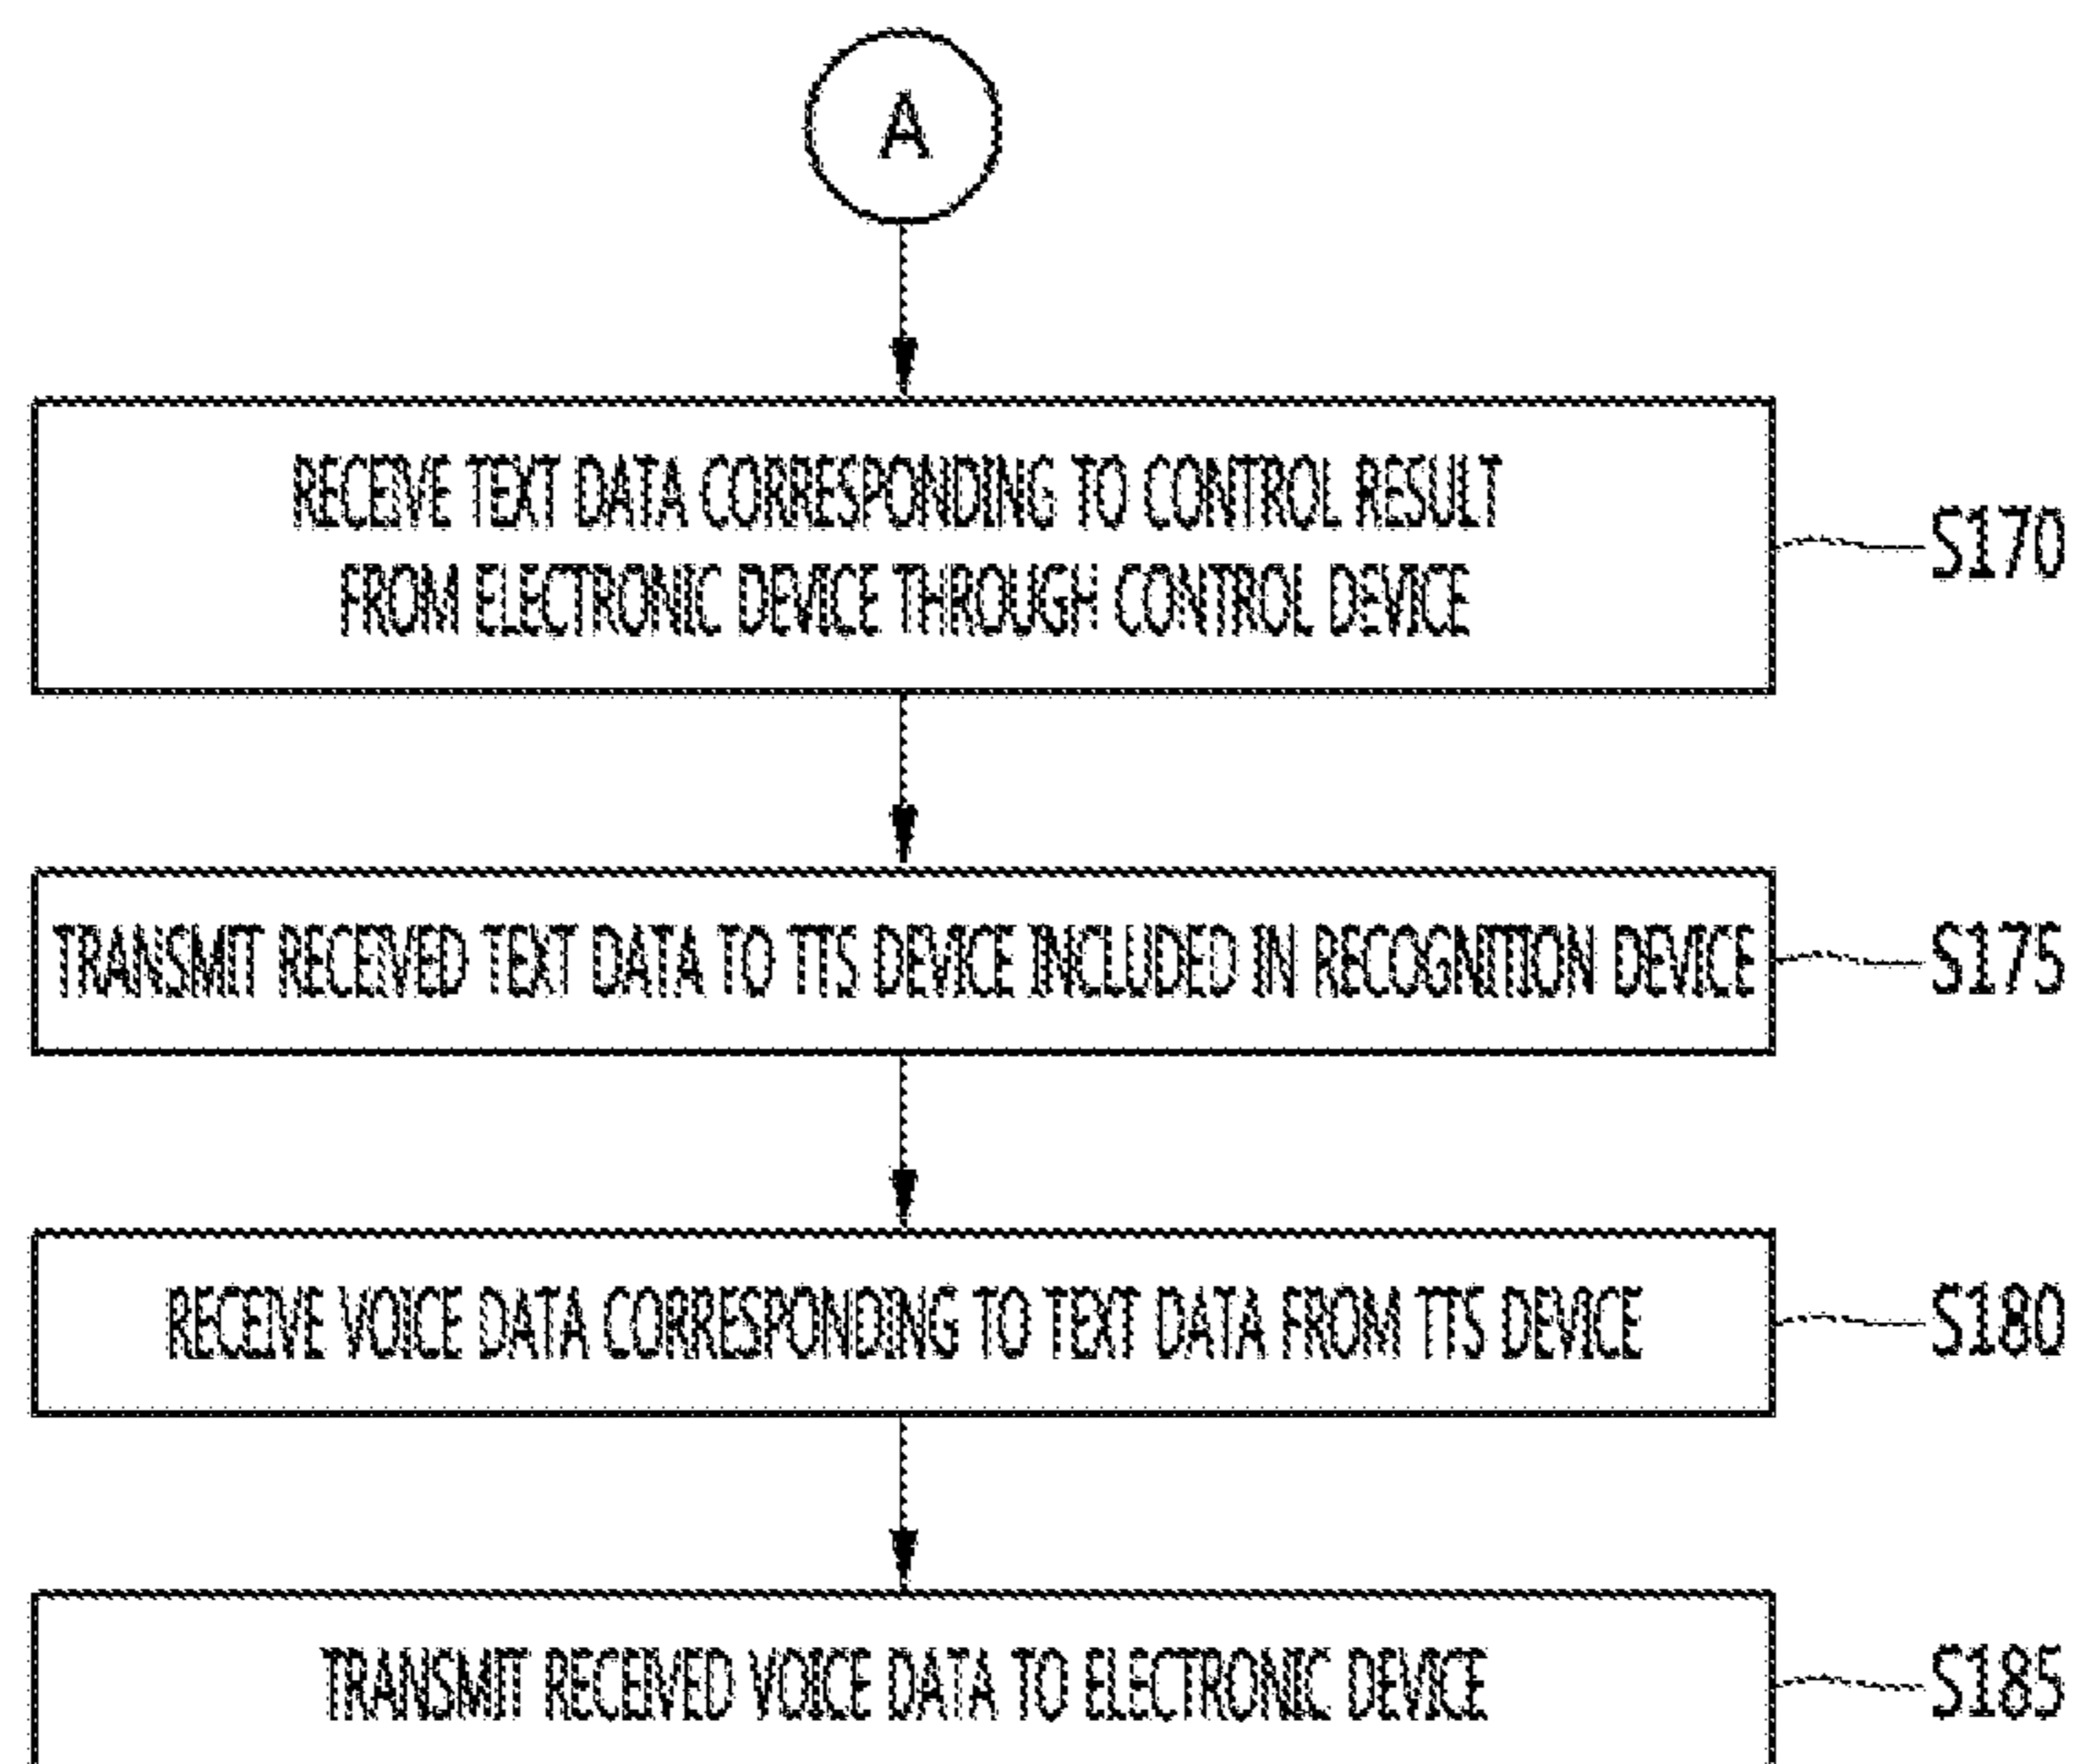 A
RECEIVE TEXT DATA CORRESPONDING TO CONTROL RESULT
FROM ELECTRONIC DEVICE THROUGH CONTROL DEVICE
S170
TRANSMIT RECEIVED TEXT DATA TO TTS DEVICE INCLUDED IN RECOGNITION DEVICE
S175
RECEIVE VOICE DATA CORRESPONDING TO TEXT DATA FROM TTS DEVICE
S180
TRANSMIT RECEIVED VOICE DATA TO ELECTRONIC DEVICE
S185